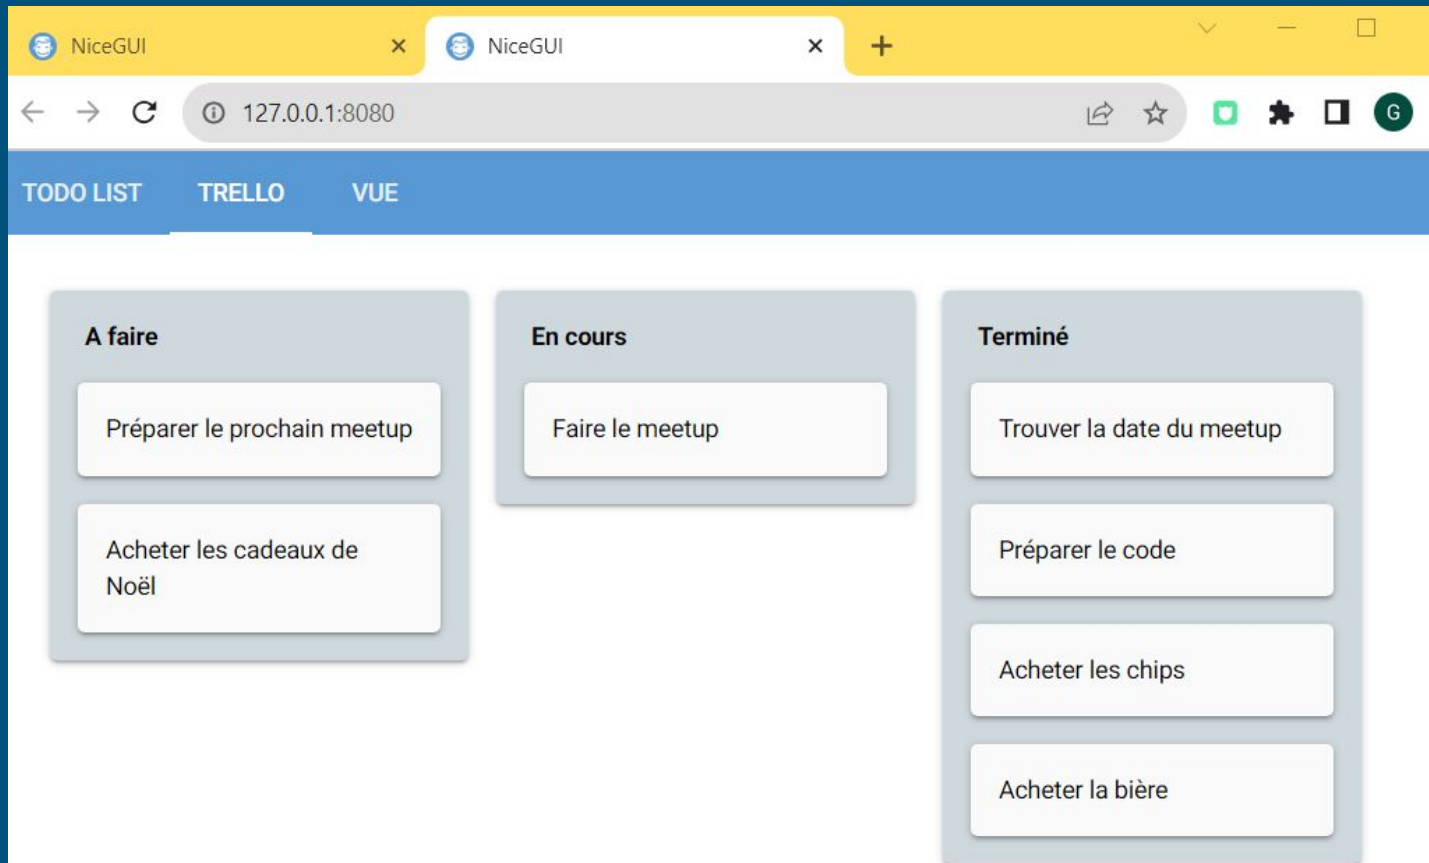 NiceGUI
NiceGUI
127.0.0.1:8080
G
TODO LIST
TRELLO
VUE
A faire
Préparer le prochain meetup
Acheter les cadeaux de
Noël
En cours
Faire le meetup
Terminé
Trouver la date du meetup
Préparer le code
Acheter les chips
Acheter la bière